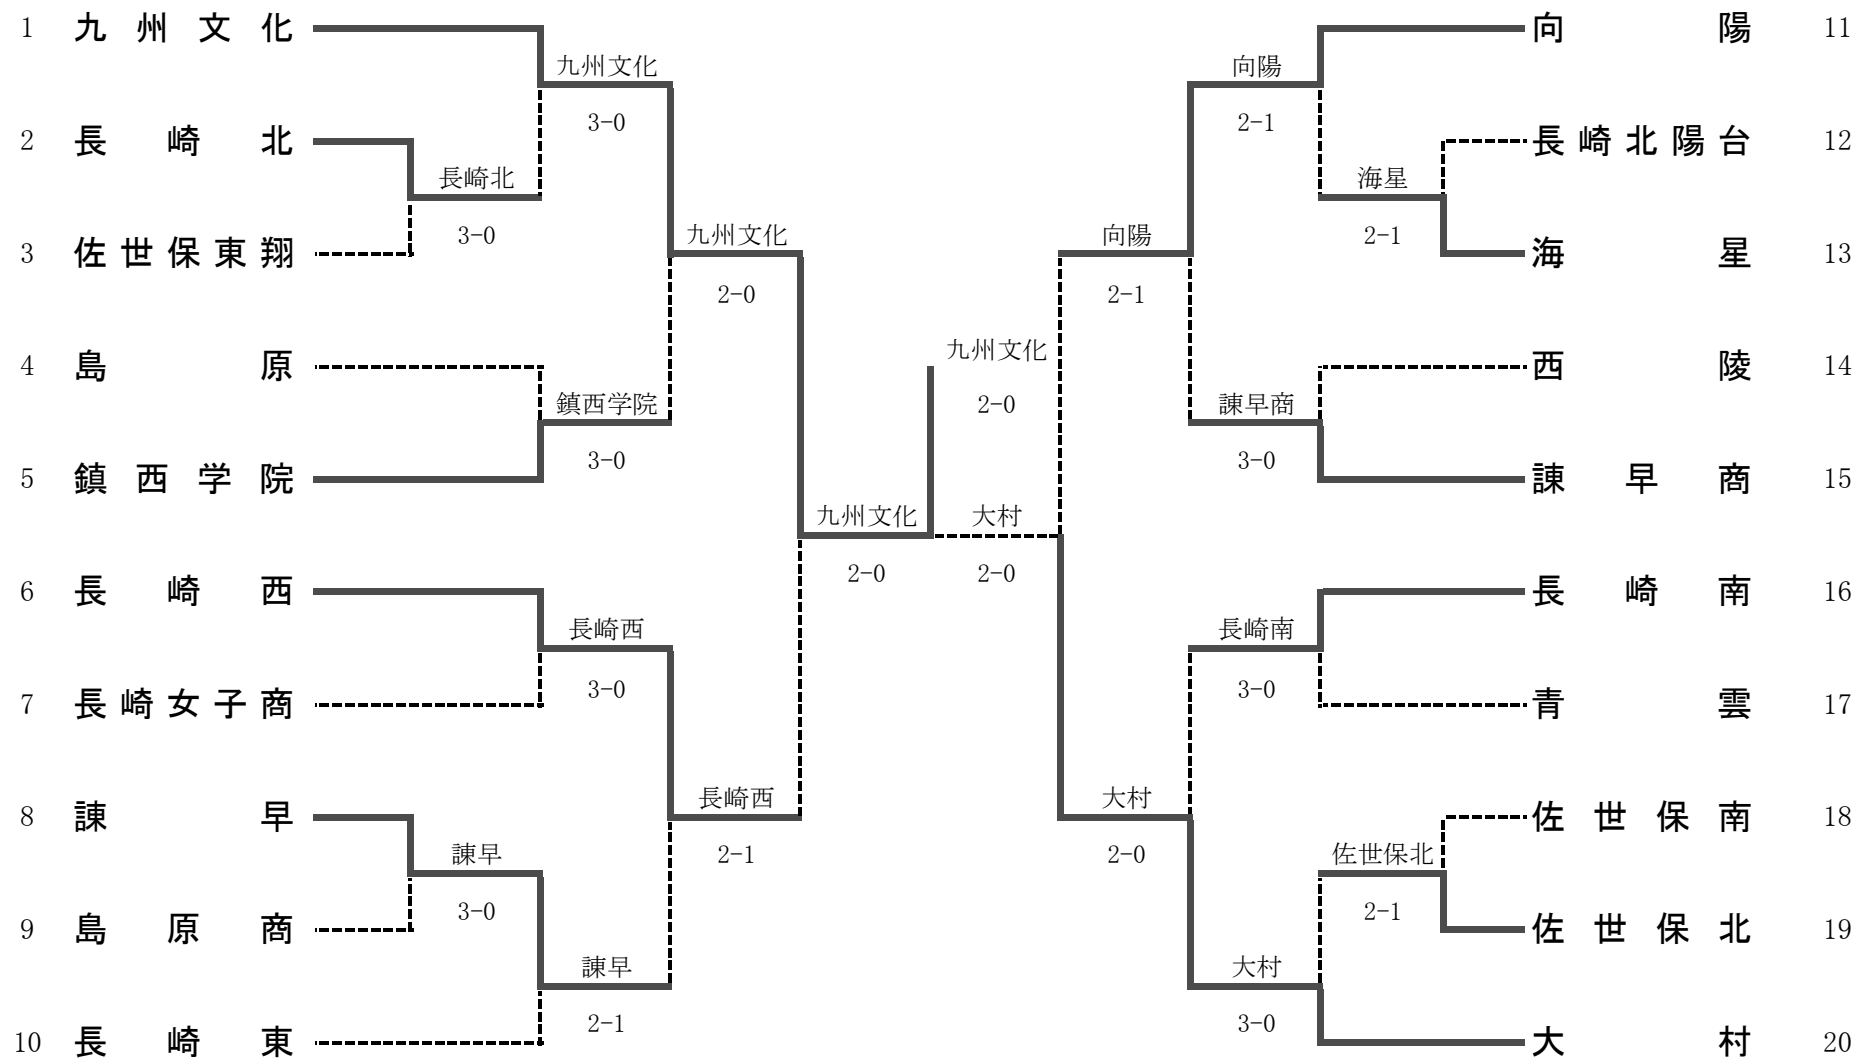 1 九州文化 向陽 11
九州文化 向陽
3-0 2-1
2 長崎北 長崎北陽台 12
長崎北 海星
3-0 2-1
3 佐世保東翔 海星 13
九州文化 向陽
2-0 2-1
九州文化
4 島原 西陵 14
2-0
鎮西学院 諫早商
3-0 3-0
5 鎮西学院 諫早商 15
九州文化 大村
2-0 2-0
6 長崎西 長崎南 16
長崎西 長崎南
3-0 3-0
7 長崎女子商 青雲 17
長崎西 大村
8 諫早 佐世保南 18
諫早 佐世保北
2-1 2-0
3-0 2-1
9 島原商 佐世保北 19
諫早 大村
2-1 3-0
10 長崎東 大村 20